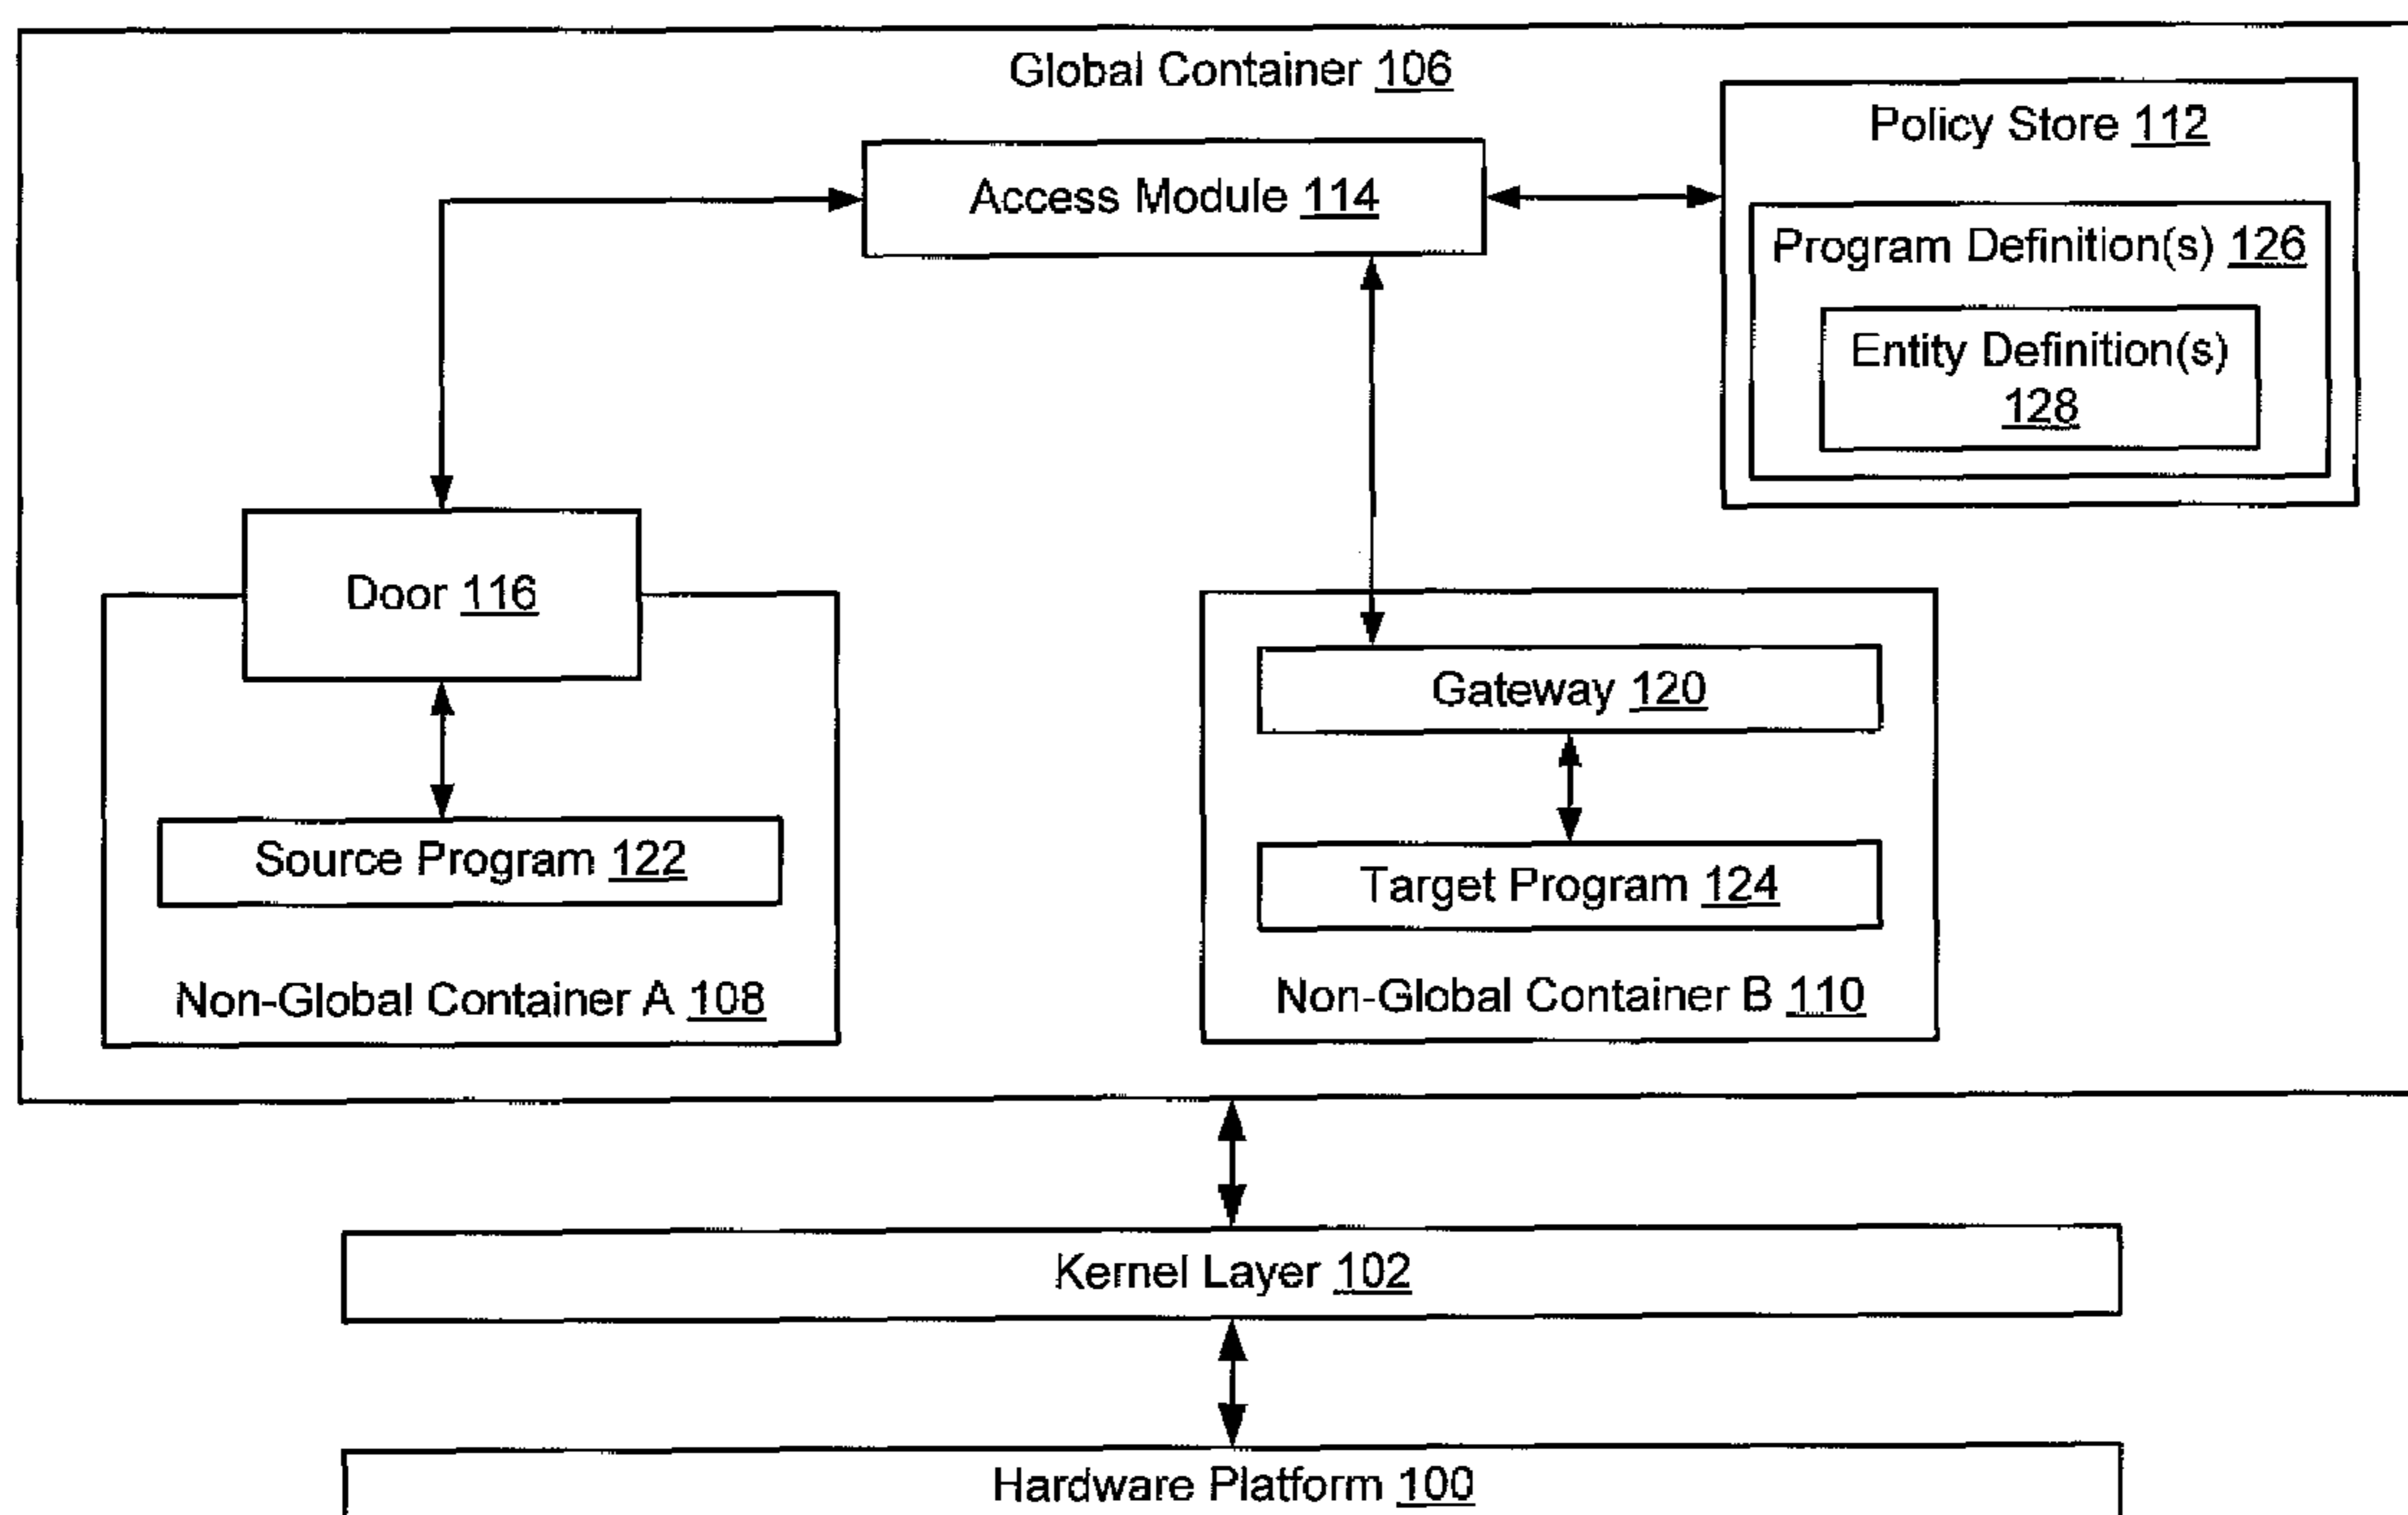 Global Container 106
Policy Store 112
Access Module 114
Program Definition(s) 126
Entity Definition(s)
128
Door 116
Gateway 120
Source Program 122
Target Program 124
Non-Global Container A 108
Non-Global Container B 110
Kernel Layer 102
Hardware Platform 100